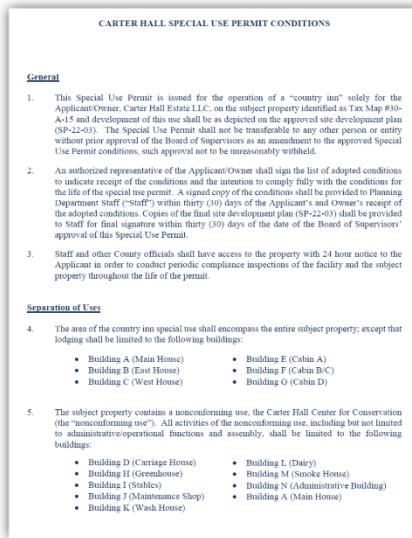 CARTER HALL SPECIAL USE PERMIT CONDITIONS
General
1. This Special Use Permit is issued for the operation of a “country inn” solely for the
Applicant/Owner, Carter Hall Estate LLC, on the subject property identified as Tax Map #30-
A-15 and development of this use shall be as depicted on the approved site development plan
(SP-22-03). The Special Use Permit shall not be transferable to any other person or entity
without prior approval of the Board of Supervisors as an amendment to the approved Special
Use Permit conditions, such approval not to be unreasonably withheld.
2. An authorized representative of the Applicant/Owner shall sign the list of adopted conditions
to indicate receipt of the conditions and the intention to comply fully with the conditions for
the life of the special use permit. A signed copy of the conditions shall be provided to Planning
Department Staff (“Staff”) within thirty (30) days of the Applicant’s and Owner’s receipt of
the adopted conditions. Copies of the final site development plan (SP-22-03) shall be provided
to Staff for final signature within thirty (30) days of the date of the Board of Supervisors’
approval of this Special Use Permit.
3. Staff and other County officials shall have access to the property with 24 hour notice to the
Applicant in order to conduct periodic compliance inspections of the facility and the subject
property throughout the life of the permit.
Separation of Uses
4. The area of the country inn special use shall encompass the entire subject property; except that
lodging shall be limited to the following buildings:
• Building A (Main House)
• Building B (East House)
• Building C (West House)
• Building E (Cabin A)
• Building F (Cabin B/C)
• Building G (Cabin D)
5. The subject property contains a nonconforming use, the Carter Hall Center for Conservation
(the “nonconforming use”). All activities of the nonconforming use, including but not limited
to administrative/operational functions and assembly, shall be limited to the following
buildings:
• Building D (Carriage House)
• Building H (Greenhouse)
• Building I (Stables)
• Building J (Maintenance Shop)
• Building K (Wash House)
• Building L (Dairy)
• Building M (Smoke House)
• Building N (Administrative Building)
• Building A (Main House)